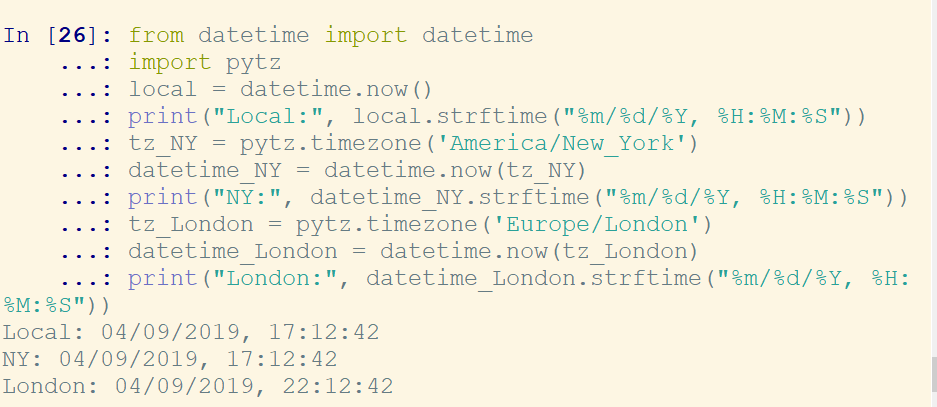 In [26]: from datetime import datetime
    ...: import pytz
    ...: local = datetime.now()
    ...: print("Local:", local.strftime("%m/%d/%Y, %H:%M:%S"))
    ...: tz_NY = pytz.timezone('America/New_York')
    ...: datetime_NY = datetime.now(tz_NY)
    ...: print("NY:", datetime_NY.strftime("%m/%d/%Y, %H:%M:%S"))
    ...: tz_London = pytz.timezone('Europe/London')
    ...: datetime_London = datetime.now(tz_London)
    ...: print("London:", datetime_London.strftime("%m/%d/%Y, %H:
%M:%S"))
Local: 04/09/2019, 17:12:42
NY: 04/09/2019, 17:12:42
London: 04/09/2019, 22:12:42